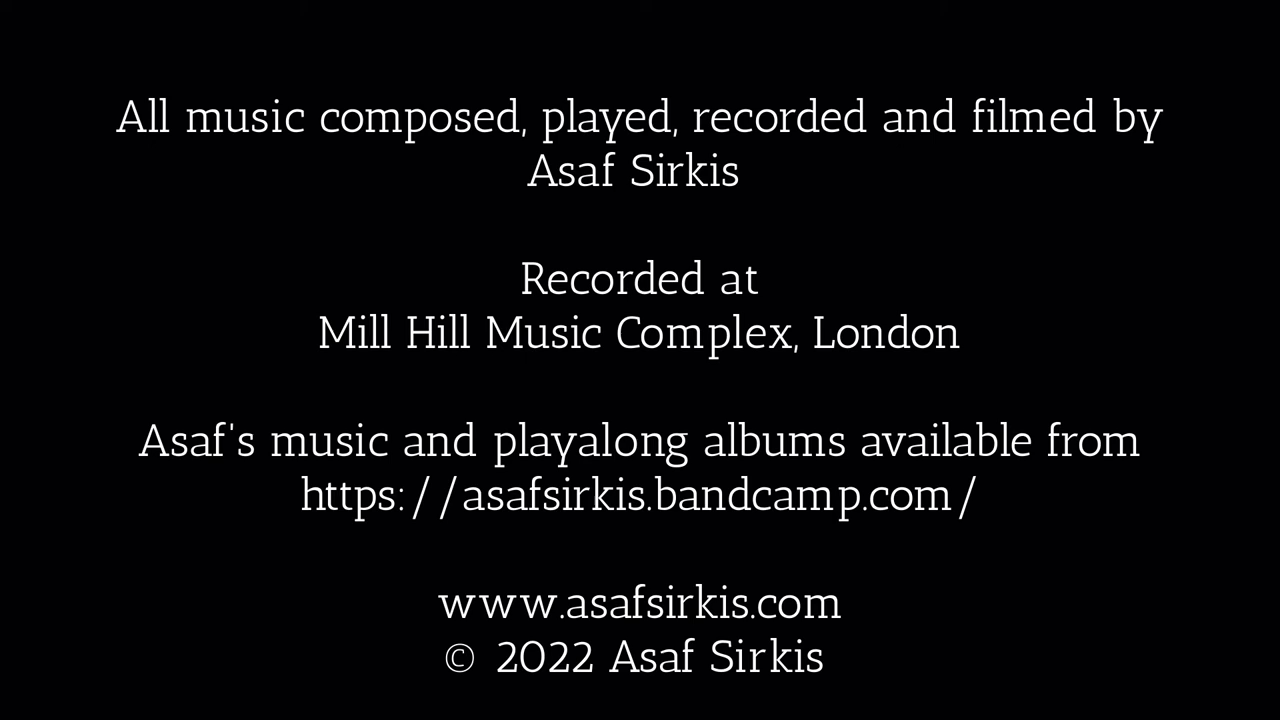 All music composed, played, recorded and filmed by
Asaf Sirkis
Recorded at
Mill Hill Music Complex, London
Asaf's music and playalong albums available from
https://asafsirkis.bandcamp.com/
www.asafsirkis.com
© 2022 Asaf Sirkis